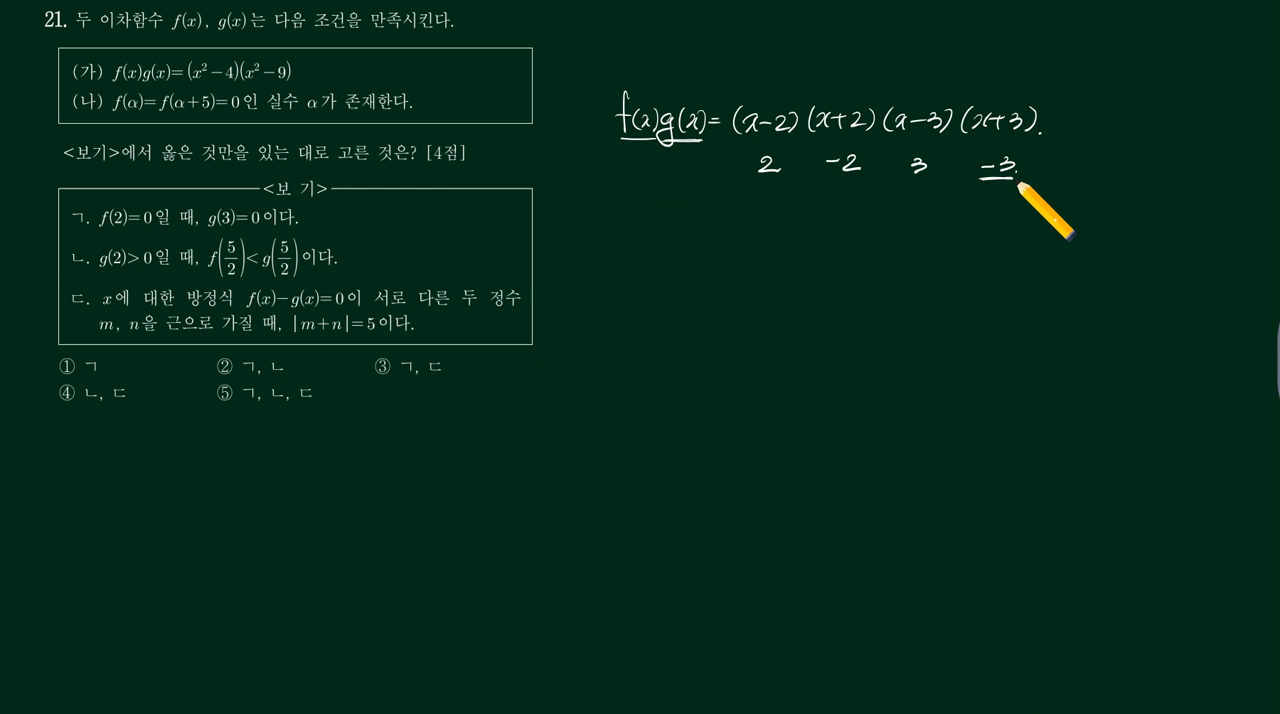 21. 두 이차함수 f(x), g(x)는 다음 조건을 만족시킨다.
(가) f(x)g(x)=(x²-4)(x²-9)
(나) f(α)=f(α+5)=0인 실수 α가 존재한다.
<보기>에서 옳은 것만을 있는 대로 고른 것은? [4점]
<보 기>
ㄱ. f(2)=0일 때, g(3)=0이다.
ㄴ. g(2)>0일 때, f(5/2)<g(5/2)이다.
ㄷ. x에 대한 방정식 f(x)-g(x)=0이 서로 다른 두 정수
m, n을 근으로 가질 때, |m+n|=5이다.
① ㄱ ② ㄱ, ㄴ ③ ㄱ, ㄷ
④ ㄴ, ㄷ ⑤ ㄱ, ㄴ, ㄷ
f(x)g(x)=(x-2)(x+2)(x-3)(x+3).
2 -2 3 -3.